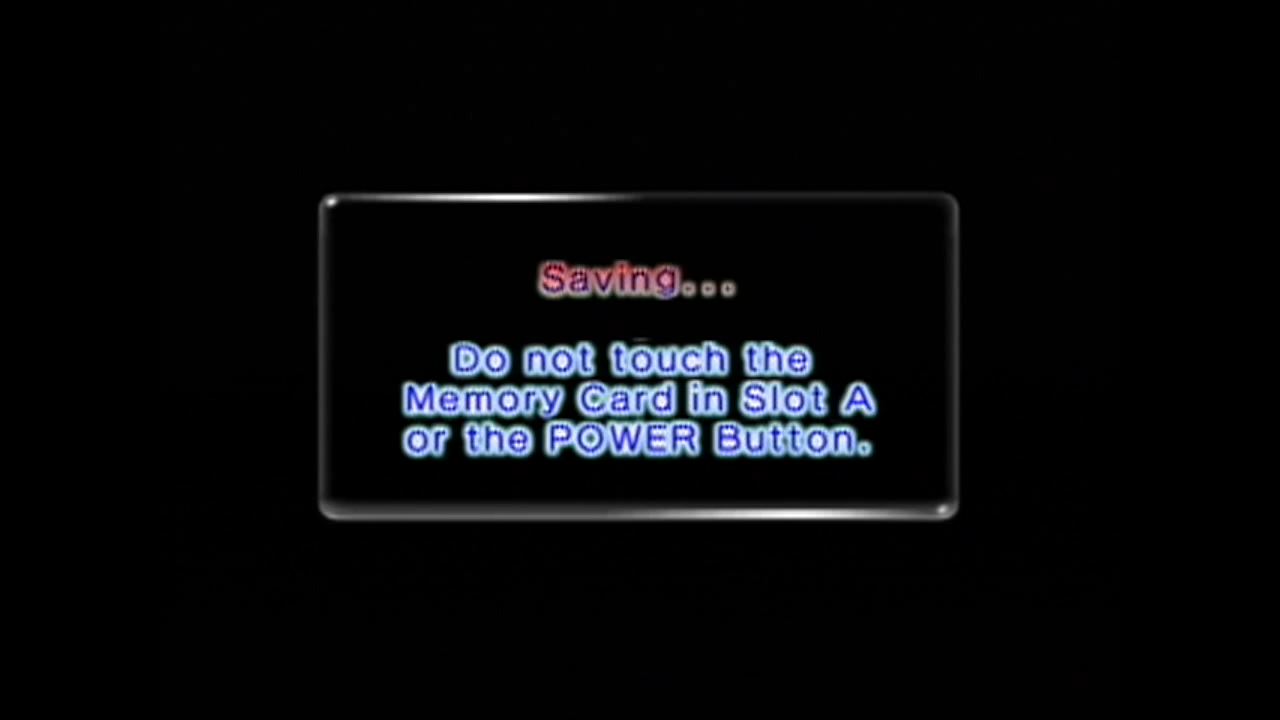 Saving...
Do not touch the
Memory Card in Slot A
or the POWER Button.